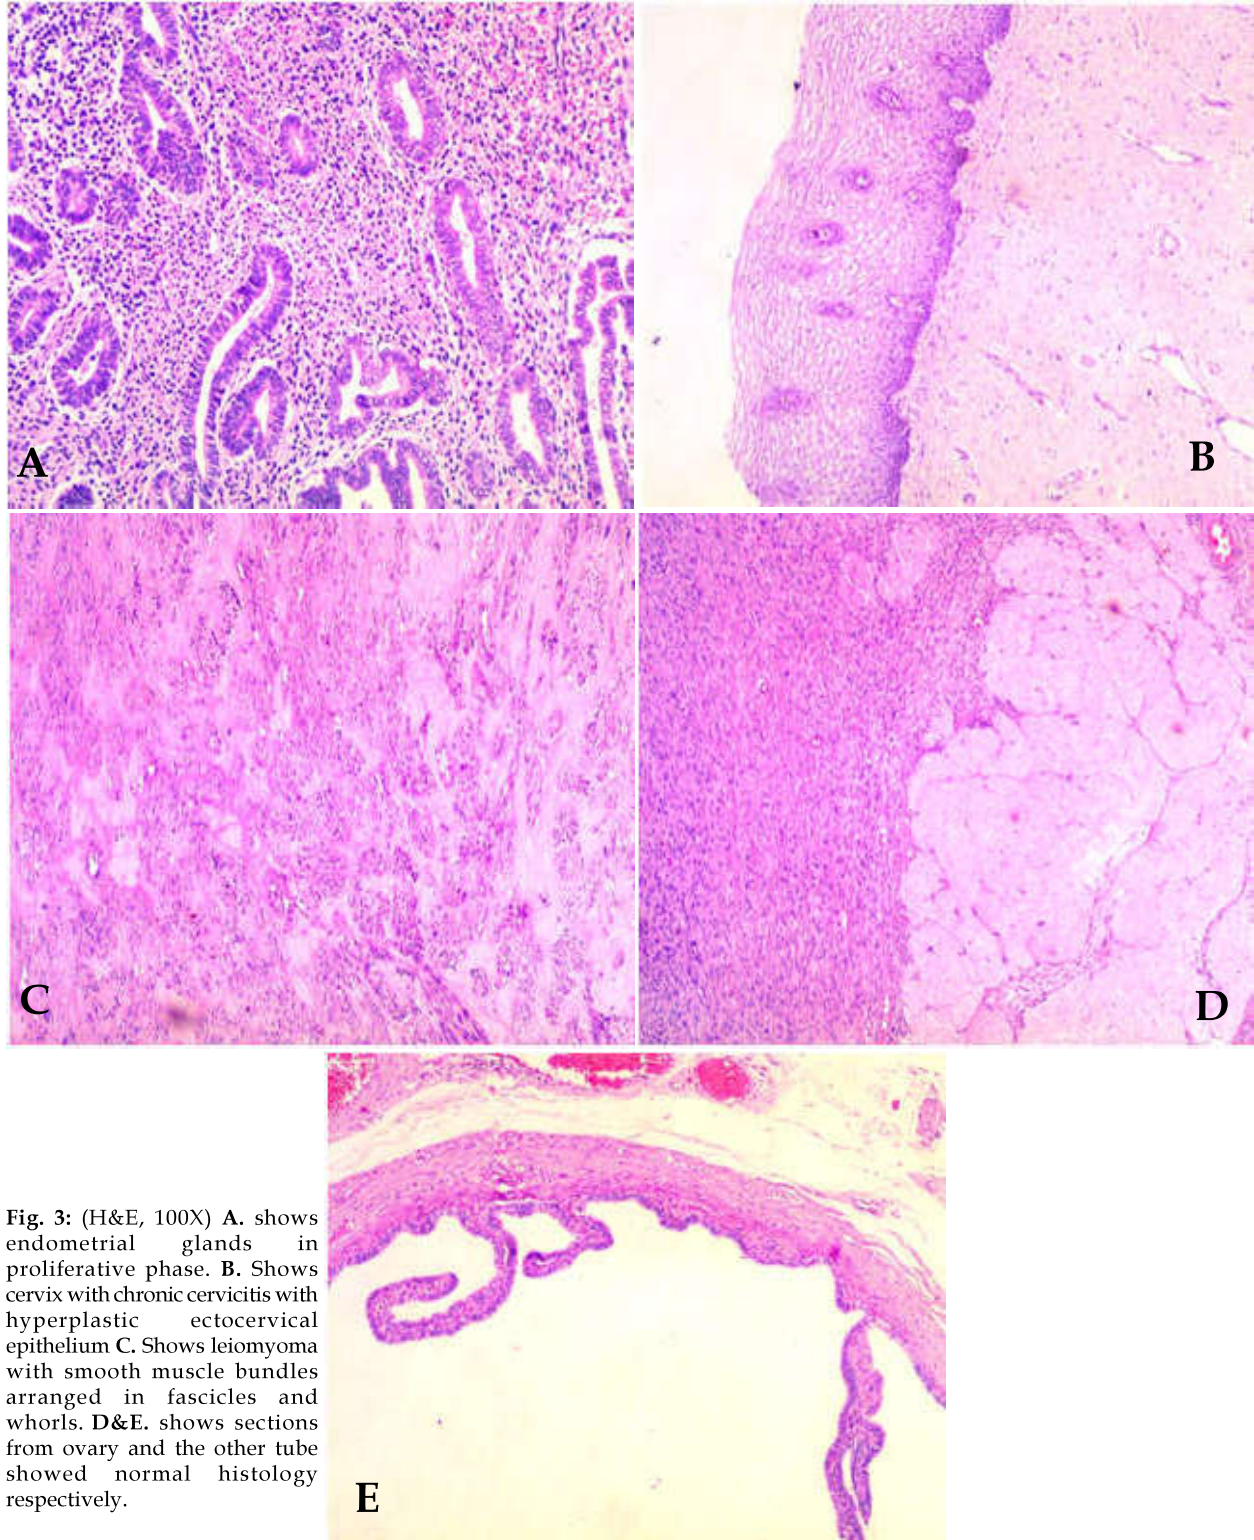 A
B
C
D
E
Fig. 3: (H&E, 100X) A. shows
endometrial glands in
proliferative phase. B. Shows
cervix with chronic cervicitis with
hyperplastic ectocervical
epithelium C. Shows leiomyoma
with smooth muscle bundles
arranged in fascicles and
whorls. D&E. shows sections
from ovary and the other tube
showed normal histology
respectively.